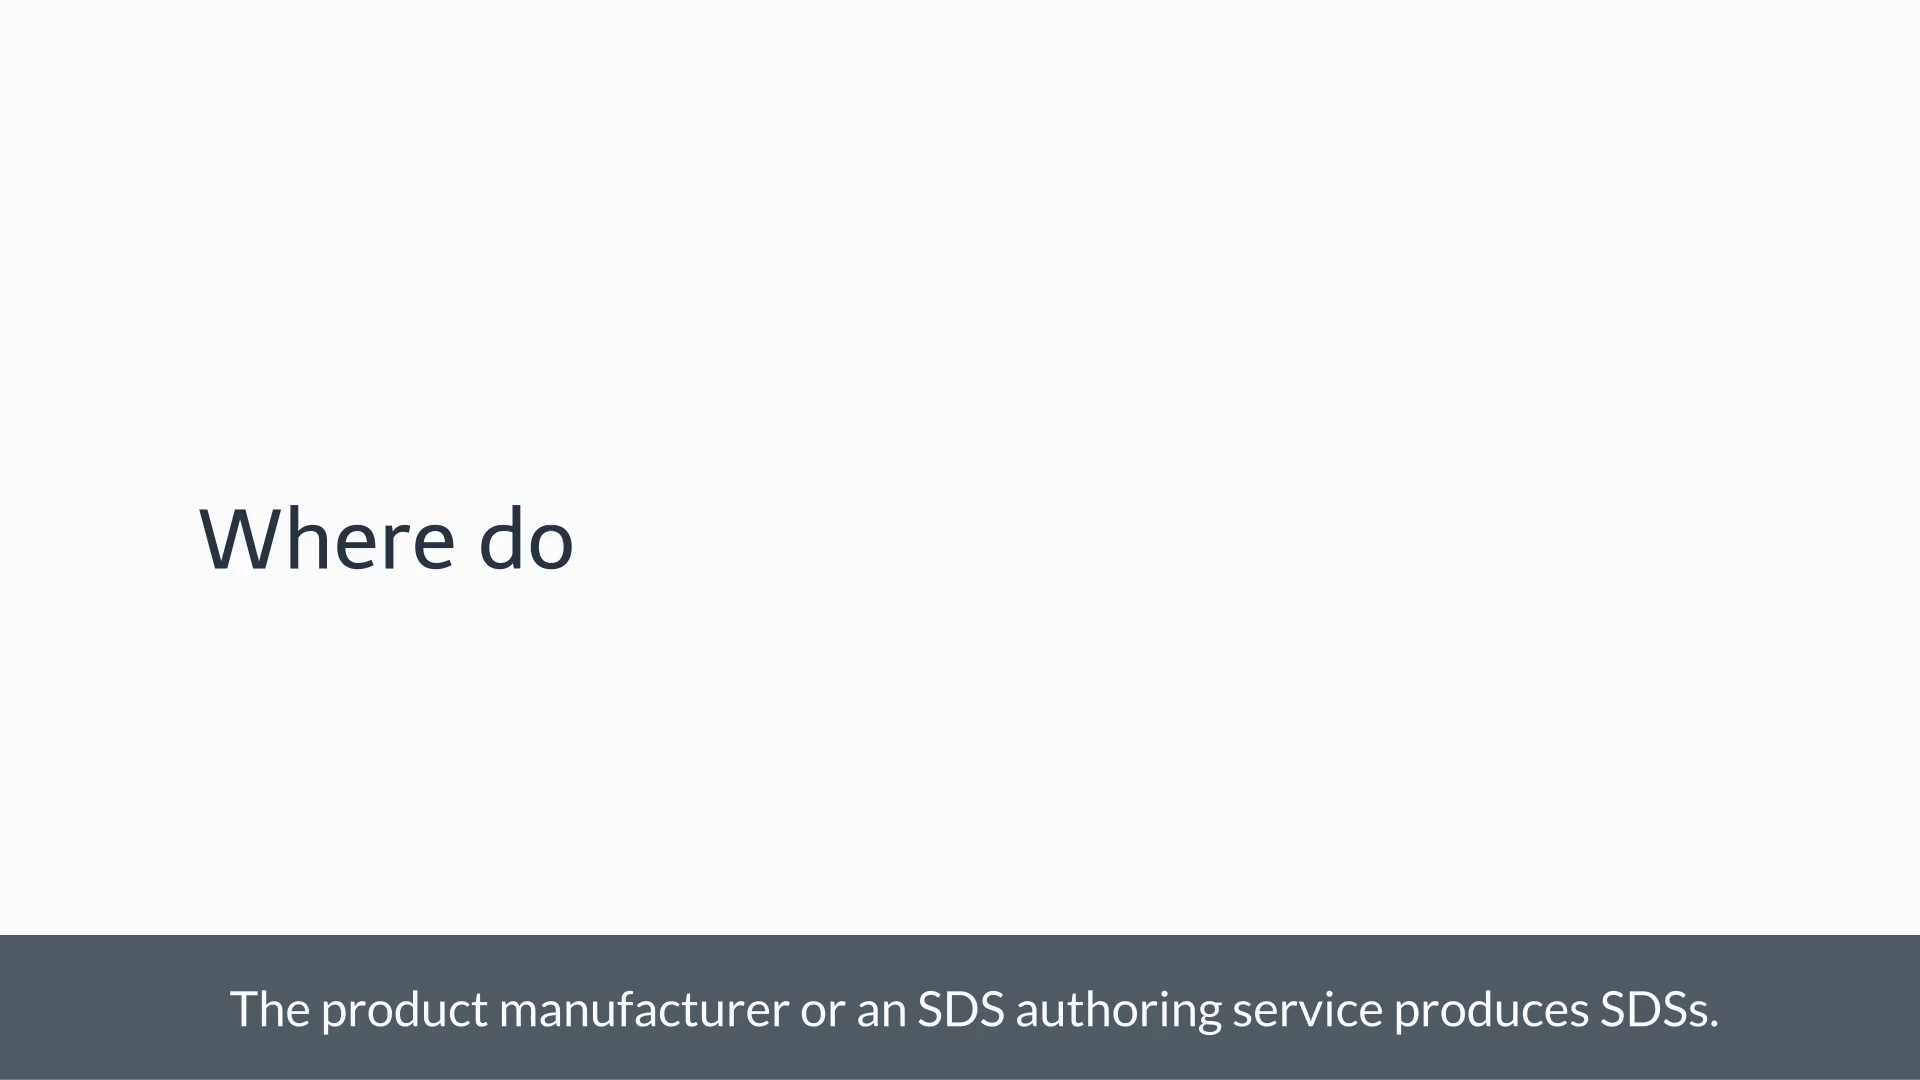 Where do
The product manufacturer or an SDS authoring service produces SDSs.